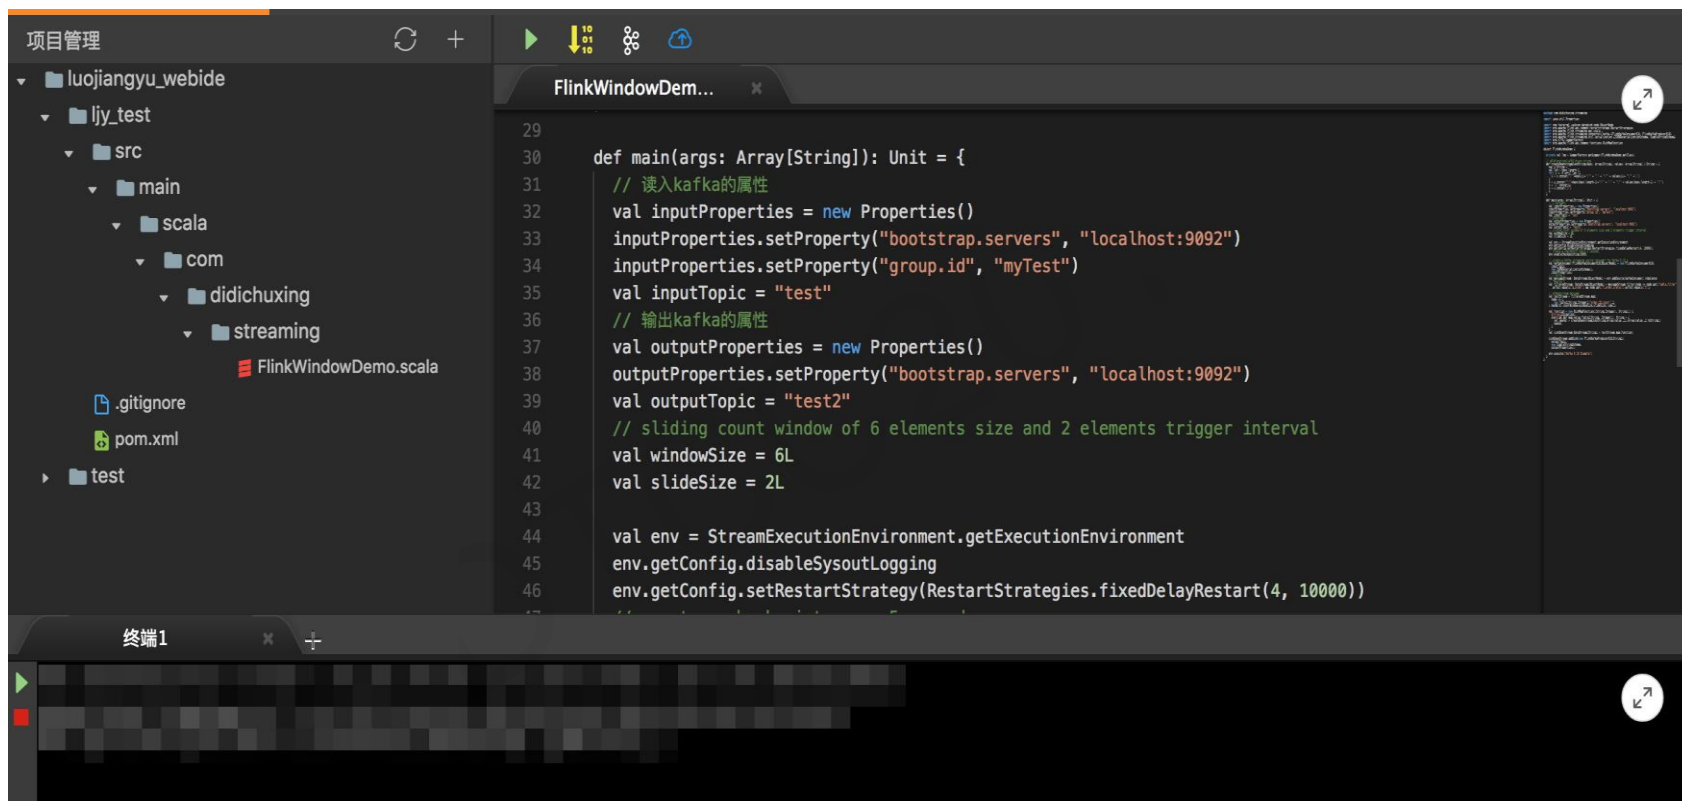 项目管理
luojiangyu_webide
ljy_test
src
main
scala
com
didichuxing
streaming
FlinkWindowDemo.scala
.gitignore
pom.xml
test
FlinkWindowDem...
29
30 def main(args: Array[String]): Unit = {
31 // 读入kafka的属性
32 val inputProperties = new Properties()
33 inputProperties.setProperty("bootstrap.servers", "localhost:9092")
34 inputProperties.setProperty("group.id", "myTest")
35 val inputTopic = "test"
36 // 输出kafka的属性
37 val outputProperties = new Properties()
38 outputProperties.setProperty("bootstrap.servers", "localhost:9092")
39 val outputTopic = "test2"
40 // sliding count window of 6 elements size and 2 elements trigger interval
41 val windowSize = 6L
42 val slideSize = 2L
43
44 val env = StreamExecutionEnvironment.getExecutionEnvironment
45 env.getConfig.disableSysoutLogging
46 env.getConfig.setRestartStrategy(RestartStrategies.fixedDelayRestart(4, 10000))
终端1